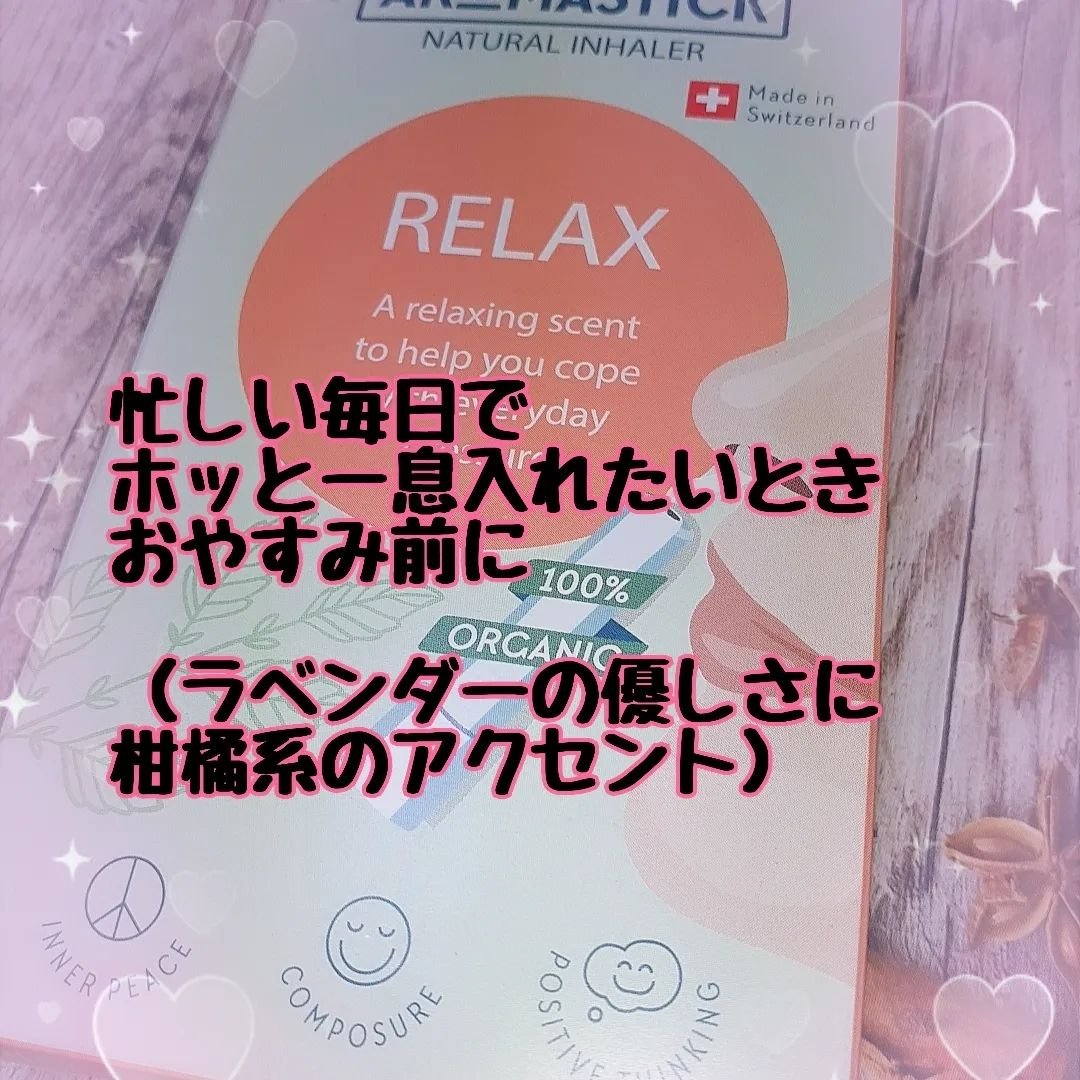 AROMASTICK
NATURAL INHALER
Made in
Switzerland
RELAX
A relaxing scent
to help you cope
with everyday
忙しい毎日で
ホッと一息入れたいとき
おやすみ前に
100%
ORGANIC
（ラベンダーの優しさに
柑橘系のアクセント）
INNER PEACE
COMPOSURE
POSITIVE THINKING